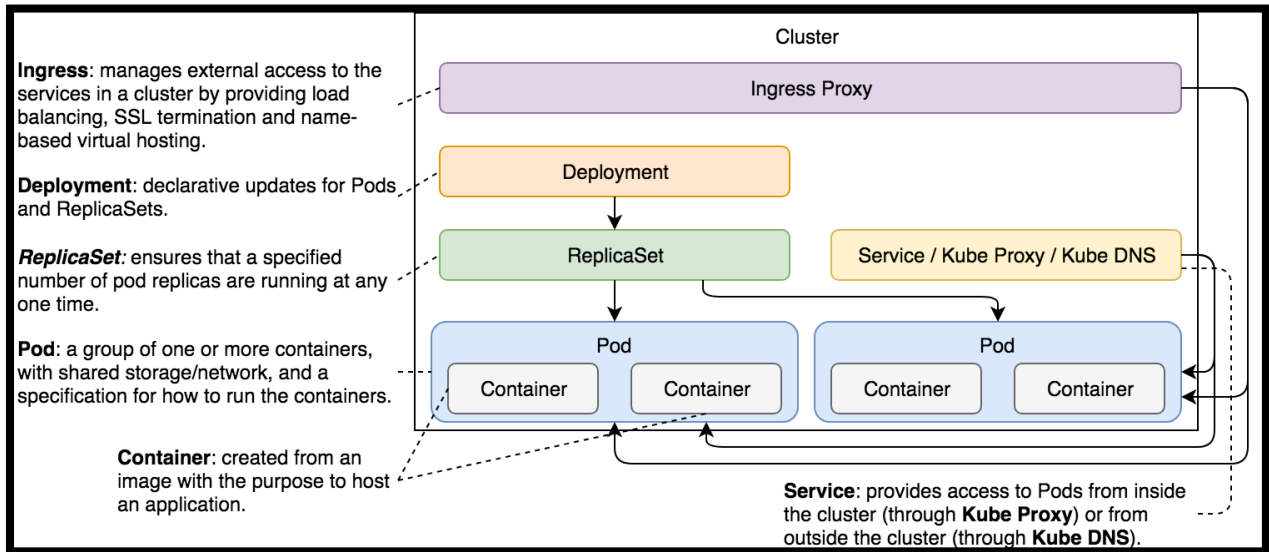 Cluster
Ingress: manages external access to the
services in a cluster by providing load
balancing, SSL termination and name-
based virtual hosting.
Ingress Proxy
Deployment: declarative updates for Pods
and ReplicaSets.
Deployment
ReplicaSet: ensures that a specified
number of pod replicas are running at any
one time.
ReplicaSet
Service / Kube Proxy / Kube DNS
Pod: a group of one or more containers,
with shared storage/network, and a
specification for how to run the containers.
Pod
Container
Container
Pod
Container
Container
Container: created from an
image with the purpose to host
an application.
Service: provides access to Pods from inside
the cluster (through Kube Proxy) or from
outside the cluster (through Kube DNS).